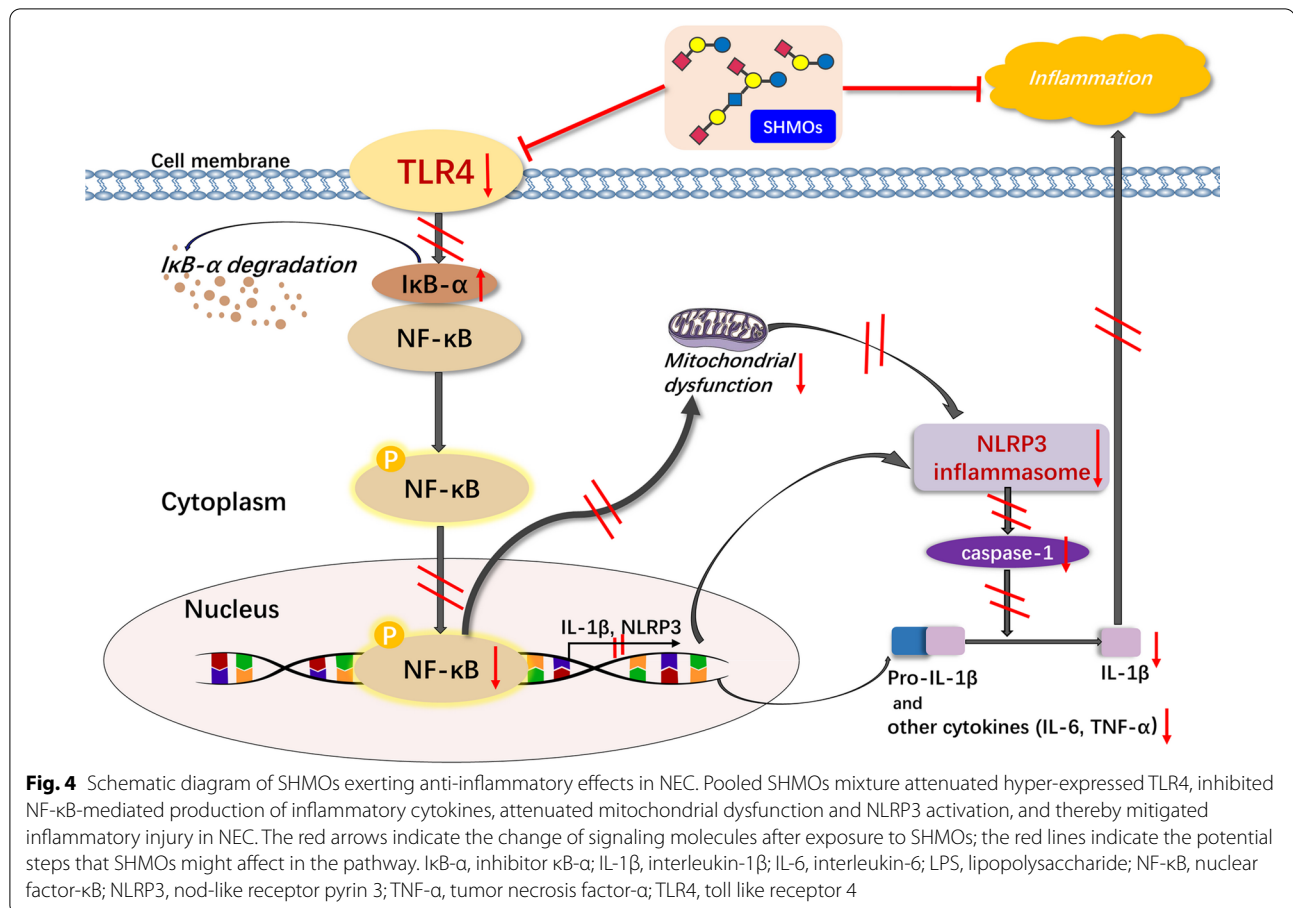 SHMOs
Inflammation
Cell membrane
TLR4
IκB-α degradation
IκB-α
NF-κB
Mitochondrial
dysfunction
P
NF-κB
Cytoplasm
NLRP3
inflammasome
caspase-1
Nucleus
P
NF-κB
IL-1β, NLRP3
Pro-IL-1β
and
other cytokines (IL-6, TNF-α)
IL-1β
Fig. 4 Schematic diagram of SHMOs exerting anti-inflammatory effects in NEC. Pooled SHMOs mixture attenuated hyper-expressed TLR4, inhibited
NF-κB-mediated production of inflammatory cytokines, attenuated mitochondrial dysfunction and NLRP3 activation, and thereby mitigated
inflammatory injury in NEC. The red arrows indicate the change of signaling molecules after exposure to SHMOs; the red lines indicate the potential
steps that SHMOs might affect in the pathway. IκB-α, inhibitor κB-α; IL-1β, interleukin-1β; IL-6, interleukin-6; LPS, lipopolysaccharide; NF-κB, nuclear
factor-κB; NLRP3, nod-like receptor pyrin 3; TNF-α, tumor necrosis factor-α; TLR4, toll like receptor 4